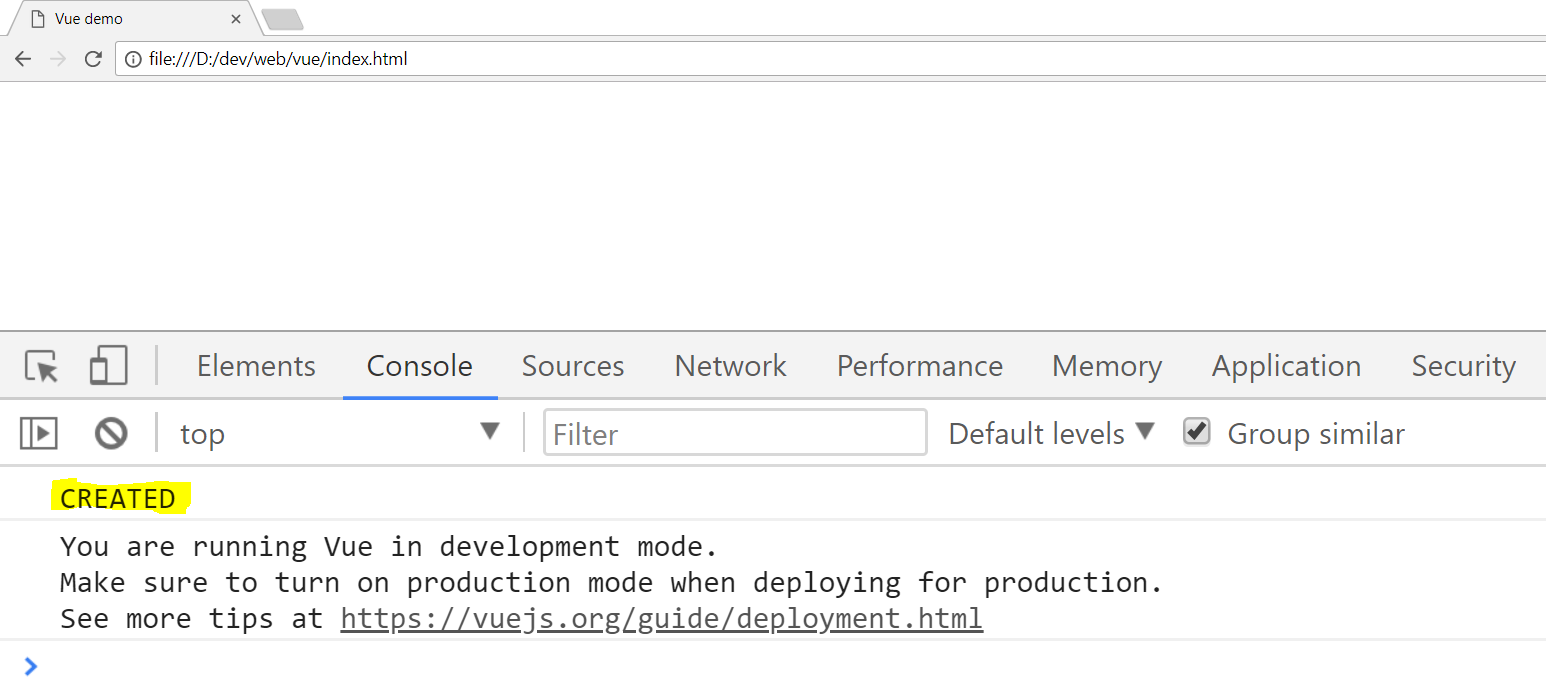 Vue demo
file:///D:/dev/web/vue/index.html
Elements Console Sources Network Performance Memory Application Security
top Filter Default levels Group similar
CREATED
You are running Vue in development mode.
Make sure to turn on production mode when deploying for production.
See more tips at https://vuejs.org/guide/deployment.html